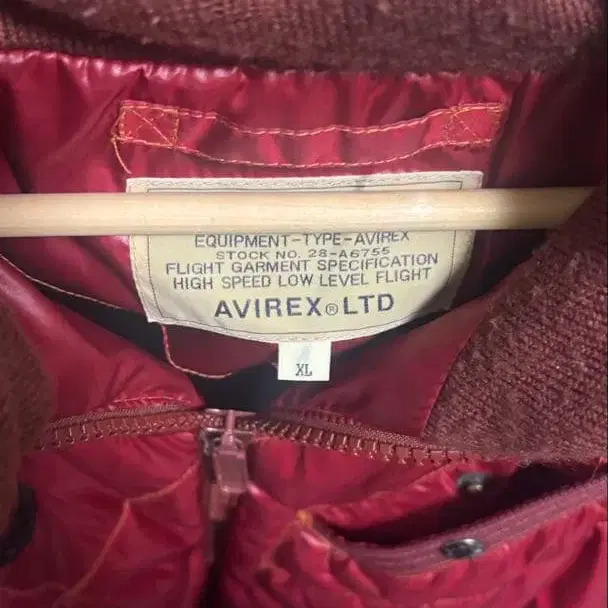 EQUIPMENT-TYPE-AVIREX
STOCK NO. 28-A6755
FLIGHT GARMENT SPECIFICATION
HIGH SPEED LOW LEVEL FLIGHT
AVIREX® LTD
XL